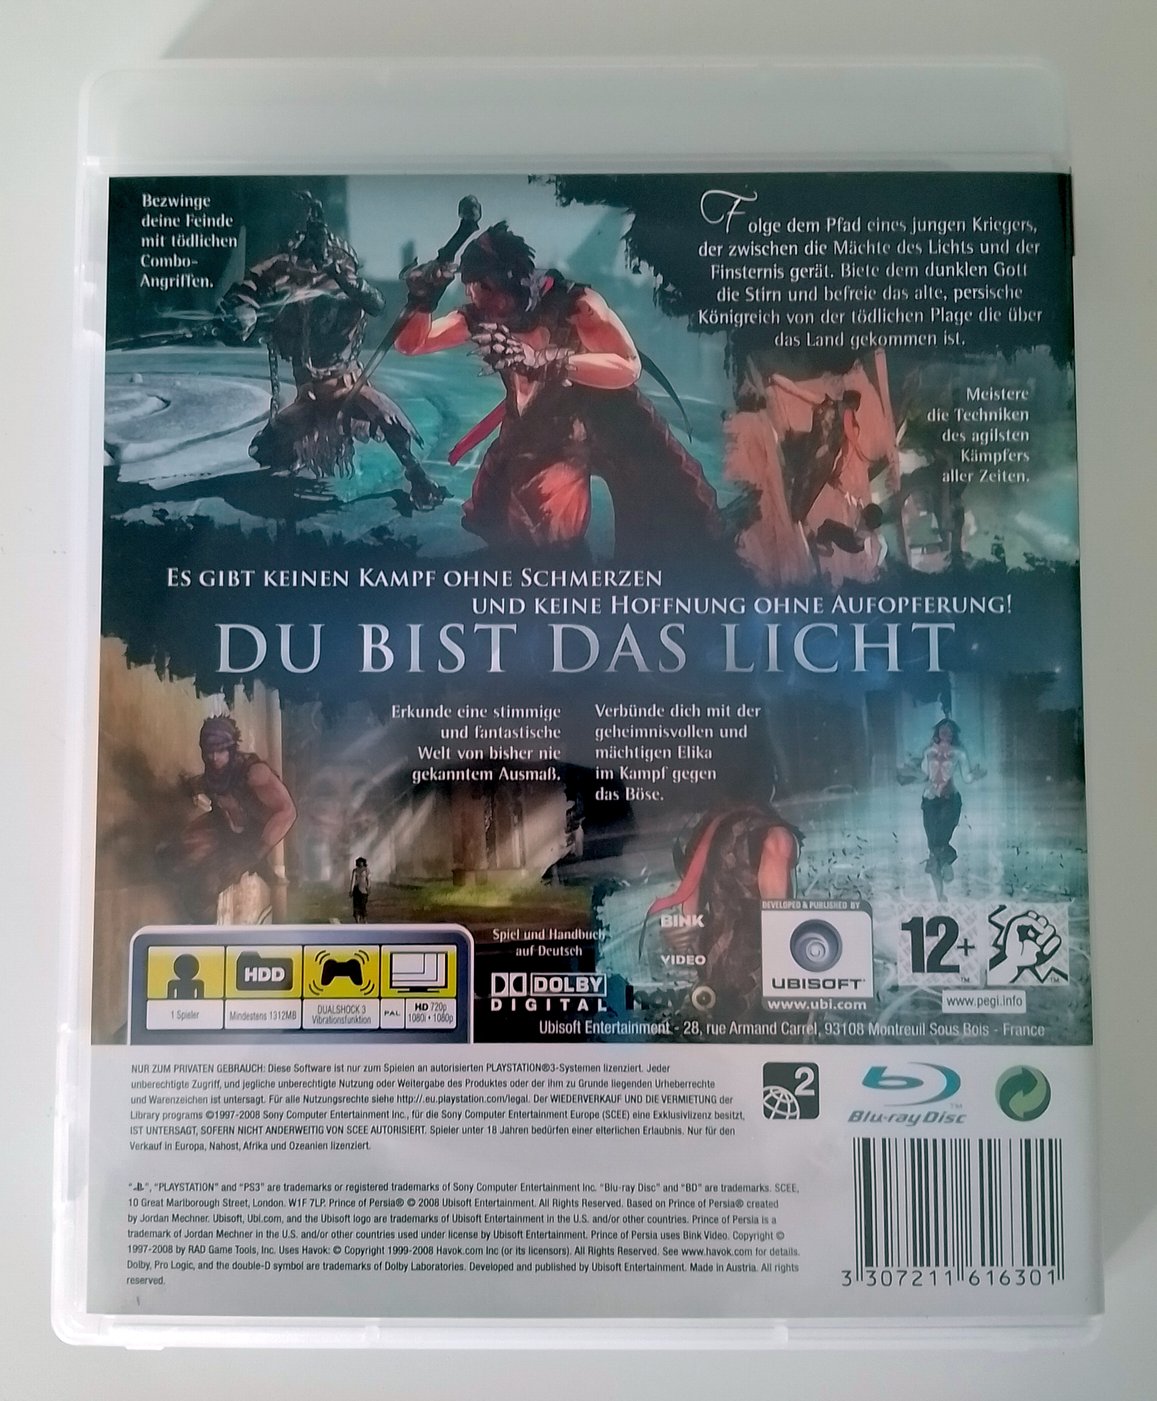 Bezwinge
deine Feinde
mit tödlichen
Combo-
Angriffen.
Folge dem Pfad eines jungen Kriegers,
der zwischen die Mächte des Lichts und der
Finsternis gerät. Biete dem dunklen Gott
die Stirn und befreie das alte, persische
Königreich von der tödlichen Plage die über
das Land gekommen ist.
Meistere
die Techniken
des agilsten
Kämpfers
aller Zeiten.
ES GIBT KEINEN KAMPF OHNE SCHMERZEN
UND KEINE HOFFNUNG OHNE AUFOPFERUNG!
DU BIST DAS LICHT
Erkunde eine stimmige
und fantastische
Welt von bisher nie
gekanntem Ausmaß.
Verbünde dich mit der
geheimnisvollen und
mächtigen Elika
im Kampf gegen
das Böse.
1 Spieler
HDD
Mindestens 1312MB
DUALSHOCK 3
Vibrationsfunktion
PAL
HD 720p
1080i • 1080p
Spiel und Handbuch
auf Deutsch
DOLBY
DIGITAL
BINK
VIDEO
havok
DEVELOPED & PUBLISHED BY
UBISOFT™
www.ubi.com
12+™
www.pegi.info
Ubisoft Entertainment - 28, rue Armand Carrel, 93108 Montreuil Sous Bois - France
NUR ZUM PRIVATEN GEBRAUCH: Diese Software ist nur zum Spielen an autorisierten PLAYSTATION®3-Systemen lizenziert. Jeder
unberechtigte Zugriff, und jegliche unberechtigte Nutzung oder Weitergabe des Produktes oder der ihm zu Grunde liegenden Urheberrechte
und Warenzeichen ist untersagt. Für alle Nutzungsrechte siehe http://.eu.playstation.com/legal. Der WIEDERVERKAUF UND DIE VERMIETUNG der
Library programs ©1997-2008 Sony Computer Entertainment Inc., für die Sony Computer Entertainment Europe (SCEE) eine Exklusivlizenz besitzt,
IST UNTERSAGT, SOFERN NICHT ANDERWEITIG VON SCEE AUTORISIERT. Spieler unter 18 Jahren bedürfen einer elterlichen Erlaubnis. Nur für den
Verkauf in Europa, Nahost, Afrika und Ozeanien lizenziert.
2
Blu-ray Disc™
"", "PLAYSTATION" and "PS3" are trademarks or registered trademarks of Sony Computer Entertainment Inc. "Blu-ray Disc" and "BD" are trademarks. SCEE,
10 Great Marlborough Street, London. W1F 7LP. Prince of Persia® © 2008 Ubisoft Entertainment. All Rights Reserved. Based on Prince of Persia® created
by Jordan Mechner. Ubisoft, Ubi.com, and the Ubisoft logo are trademarks of Ubisoft Entertainment in the U.S. and/or other countries. Prince of Persia is a
trademark of Jordan Mechner in the U.S. and/or other countries used under license by Ubisoft Entertainment. Prince of Persia uses Bink Video. Copyright ©
1997-2008 by RAD Game Tools, Inc. Uses Havok: © Copyright 1999-2008 Havok.com Inc (or its licensors). All Rights Reserved. See www.havok.com for details.
Dolby, Pro Logic, and the double-D symbol are trademarks of Dolby Laboratories. Developed and published by Ubisoft Entertainment. Made in Austria. All rights
reserved.
3 307211 616301